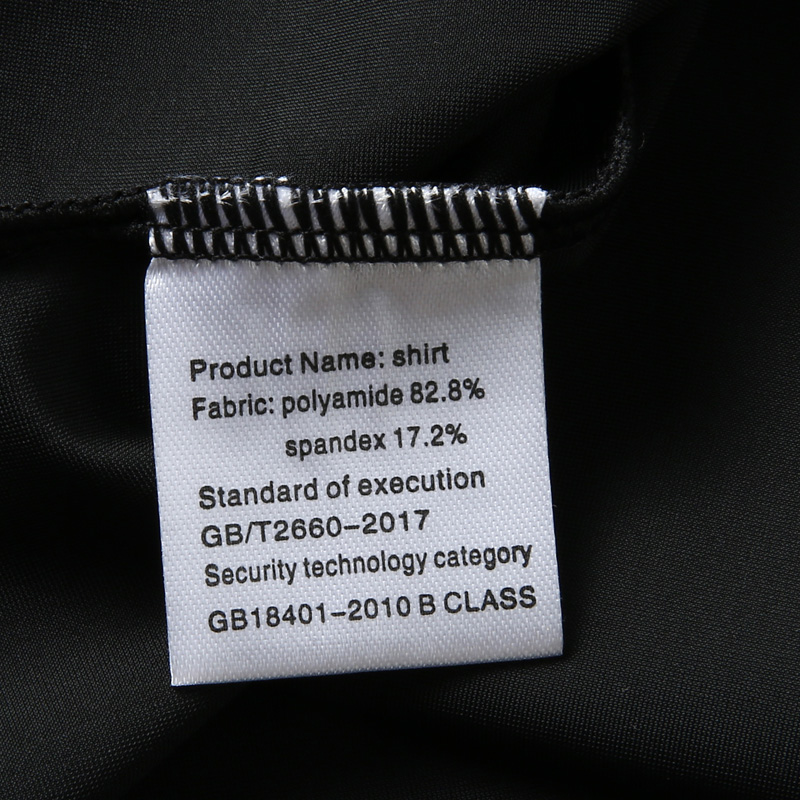 Product Name: shirt
Fabric: polyamide 82.8%
spandex 17.2%
Standard of execution
GB/T2660-2017
Security technology category
GB18401-2010 B CLASS